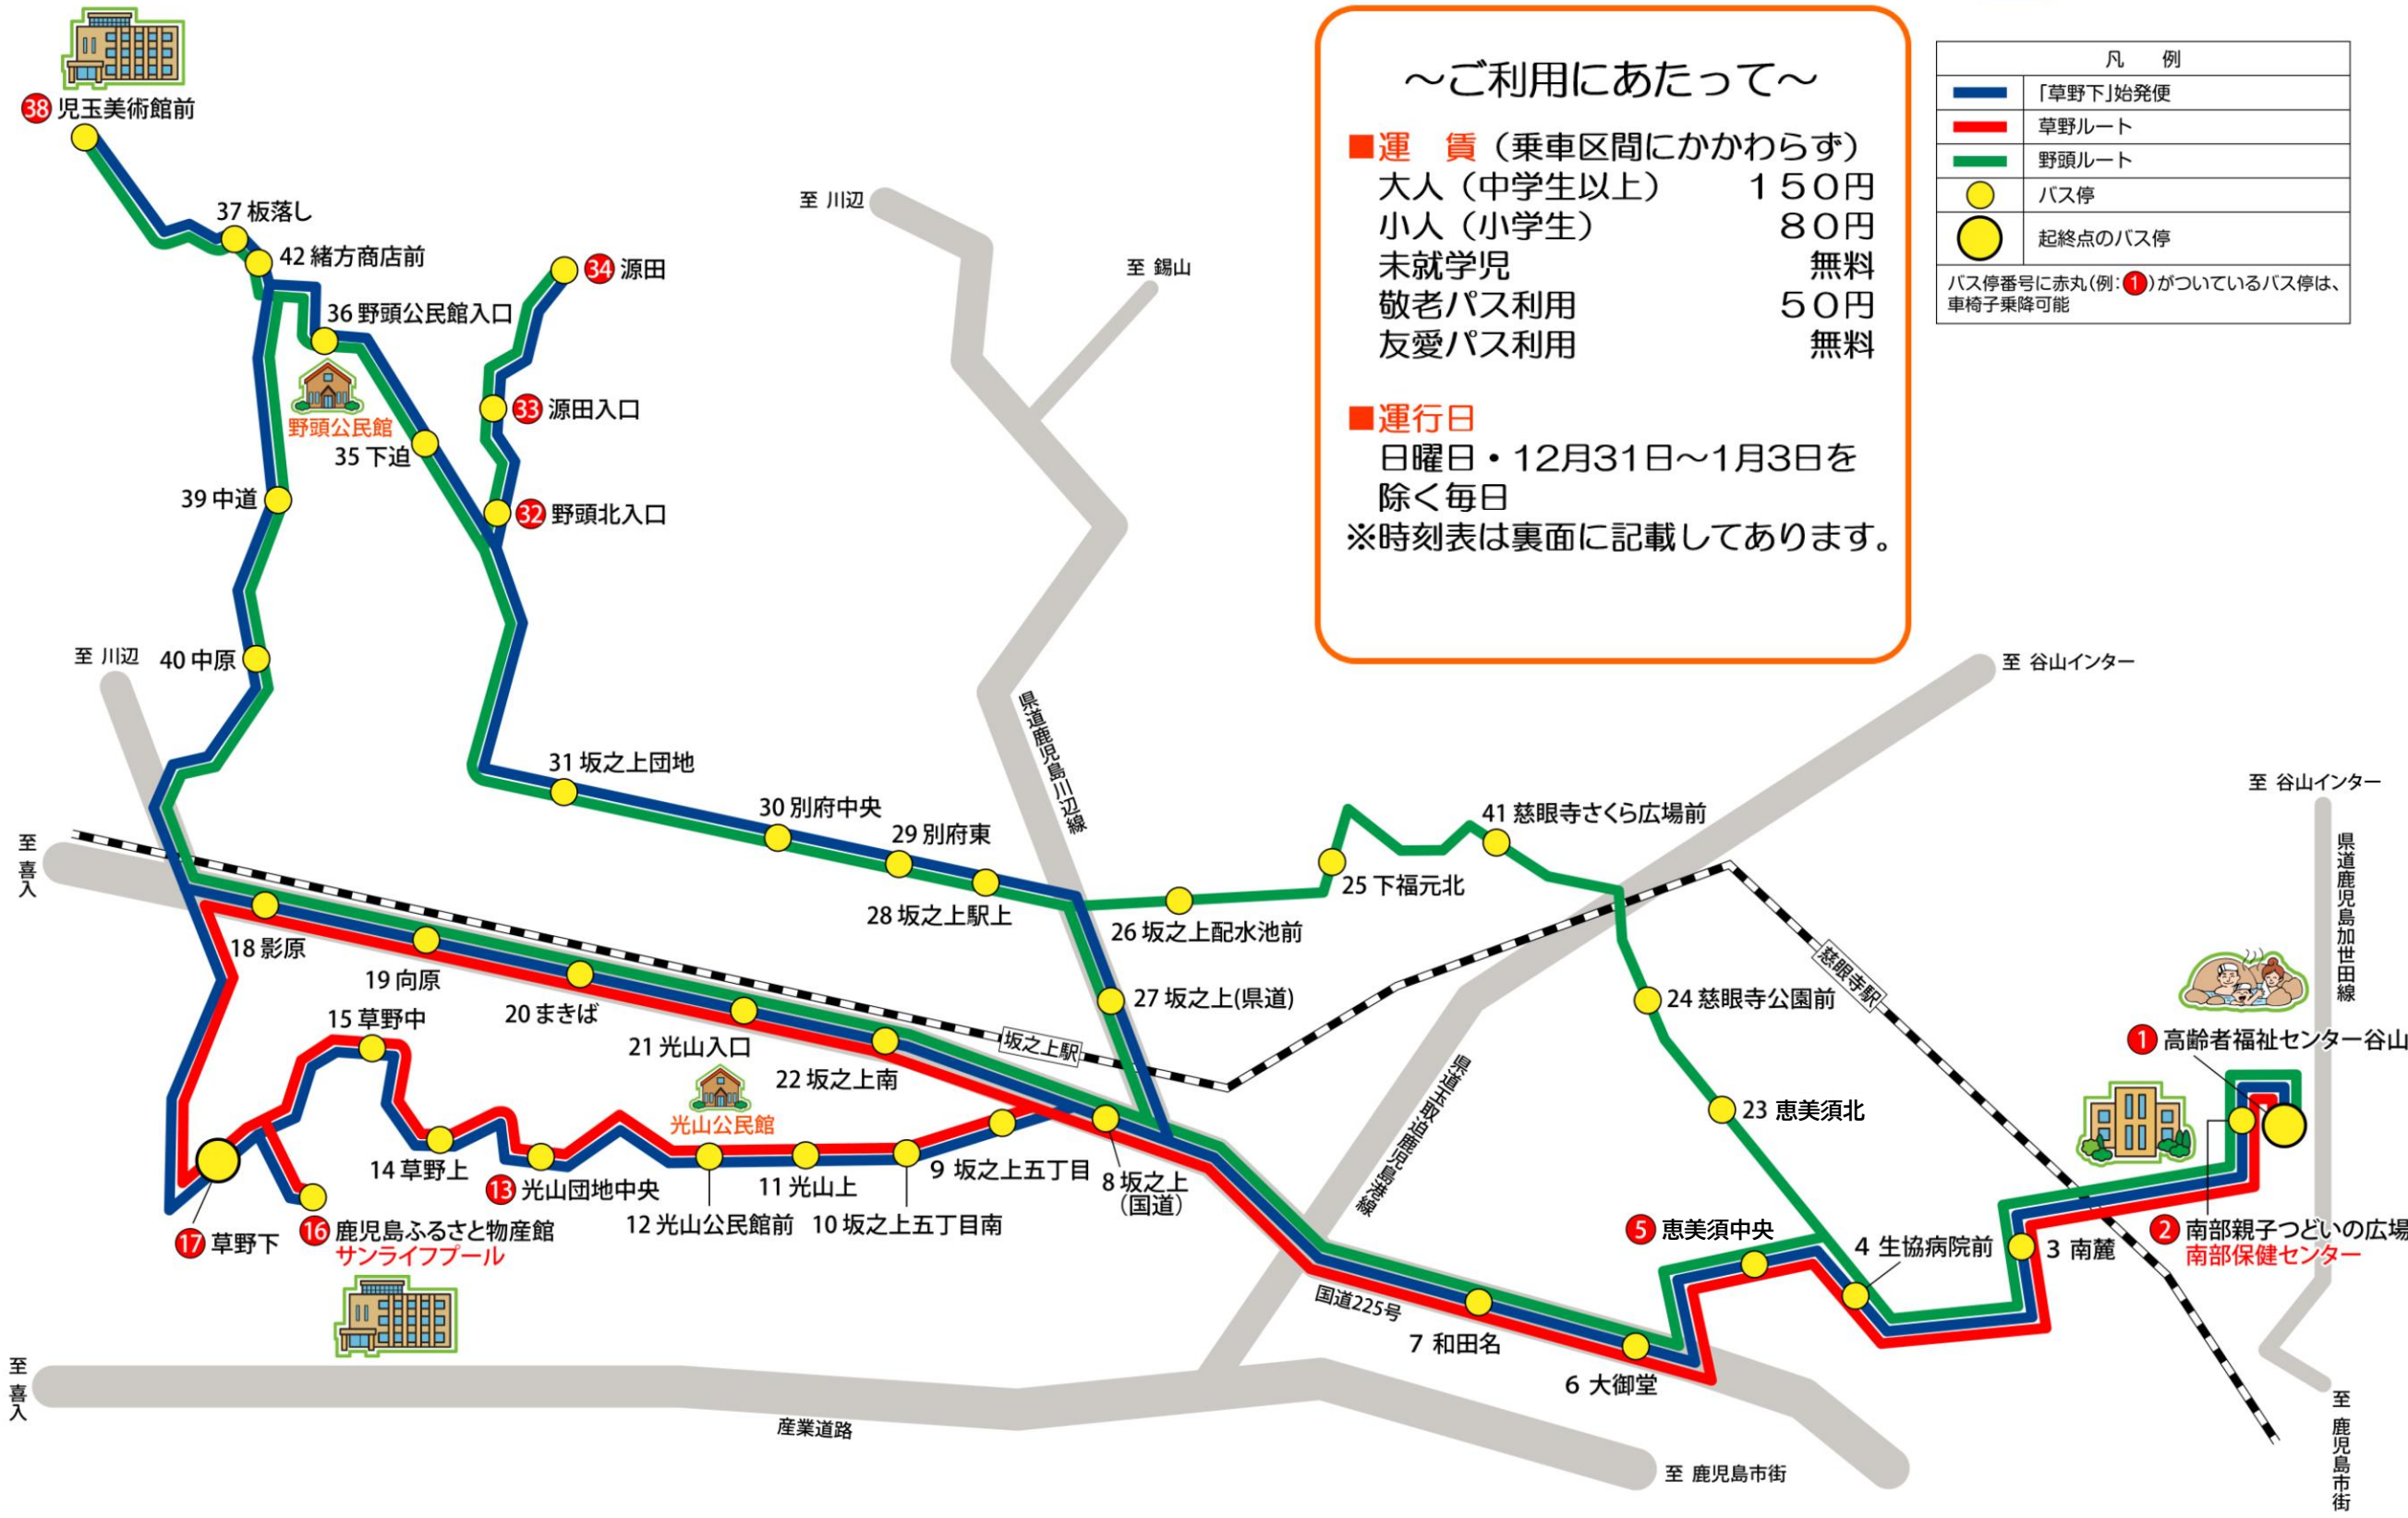 ～ご利用にあたって～
■運　賃（乗車区間にかかわらず）
大人（中学生以上）　１５０円
小人（小学生）　８０円
未就学児　無料
敬老パス利用　５０円
友愛パス利用　無料
■運行日
日曜日・12月31日～1月3日を
除く毎日
※時刻表は裏面に記載してあります。
凡　例
「草野下」始発便
草野ルート
野頭ルート
バス停
起終点のバス停
バス停番号に赤丸(例:1)がついているバス停は、
車椅子乗降可能
38 児玉美術館前
37 板落し
42 緒方商店前
36 野頭公民館入口
野頭公民館
35 下迫
34 源田
33 源田入口
32 野頭北入口
39 中道
40 中原
至 川辺
至 錫山
至 川辺
至 喜入
県道鹿児島川辺線
31 坂之上団地
30 別府中央
29 別府東
28 坂之上駅上
26 坂之上配水池前
25 下福元北
41 慈眼寺さくら広場前
至 谷山インター
至 谷山インター
県道鹿児島加世田線
27 坂之上(県道)
24 慈眼寺公園前
慈眼寺駅
23 恵美須北
18 影原
19 向原
20 まきば
21 光山入口
22 坂之上南
坂之上駅
県道玉取迫鹿児島港線
1 高齢者福祉センター谷山
2 南部親子つどいの広場
南部保健センター
3 南麓
4 生協病院前
5 恵美須中央
6 大御堂
7 和田名
国道225号
8 坂之上
（国道）
9 坂之上五丁目
10 坂之上五丁目南
11 光山上
12 光山公民館前
光山公民館
13 光山団地中央
14 草野上
15 草野中
16 鹿児島ふるさと物産館
サンライフプール
17 草野下
至 喜入
産業道路
至 鹿児島市街
至 鹿児島市街